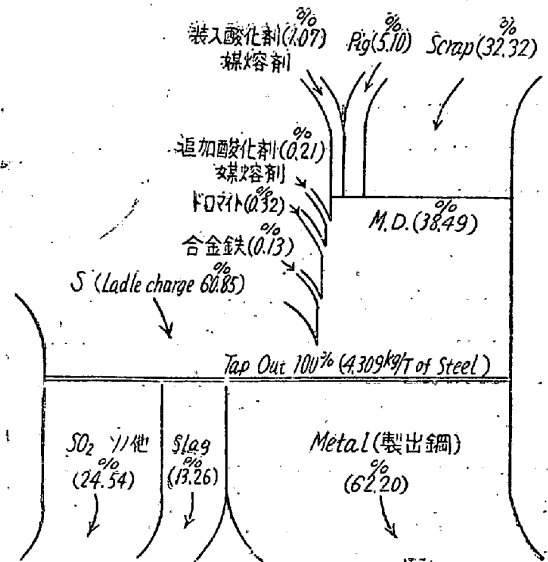 装入酸化剤(1.07)% Pig(5.10)% Scrap(32.32)%
媒熔剤
追加酸化剤(0.21)%
媒熔剤
ドロマイト(0.32)%
M.D.(38.49)%
合金鉄(0.13)%
S (Ladle charge 60.85)%
Tap Out 100% (4.309kg/T of Steel)
SO₂ ソノ他
(24.54)%
Slag
(13.26)%
Metal(製出鋼)
(62.20)%